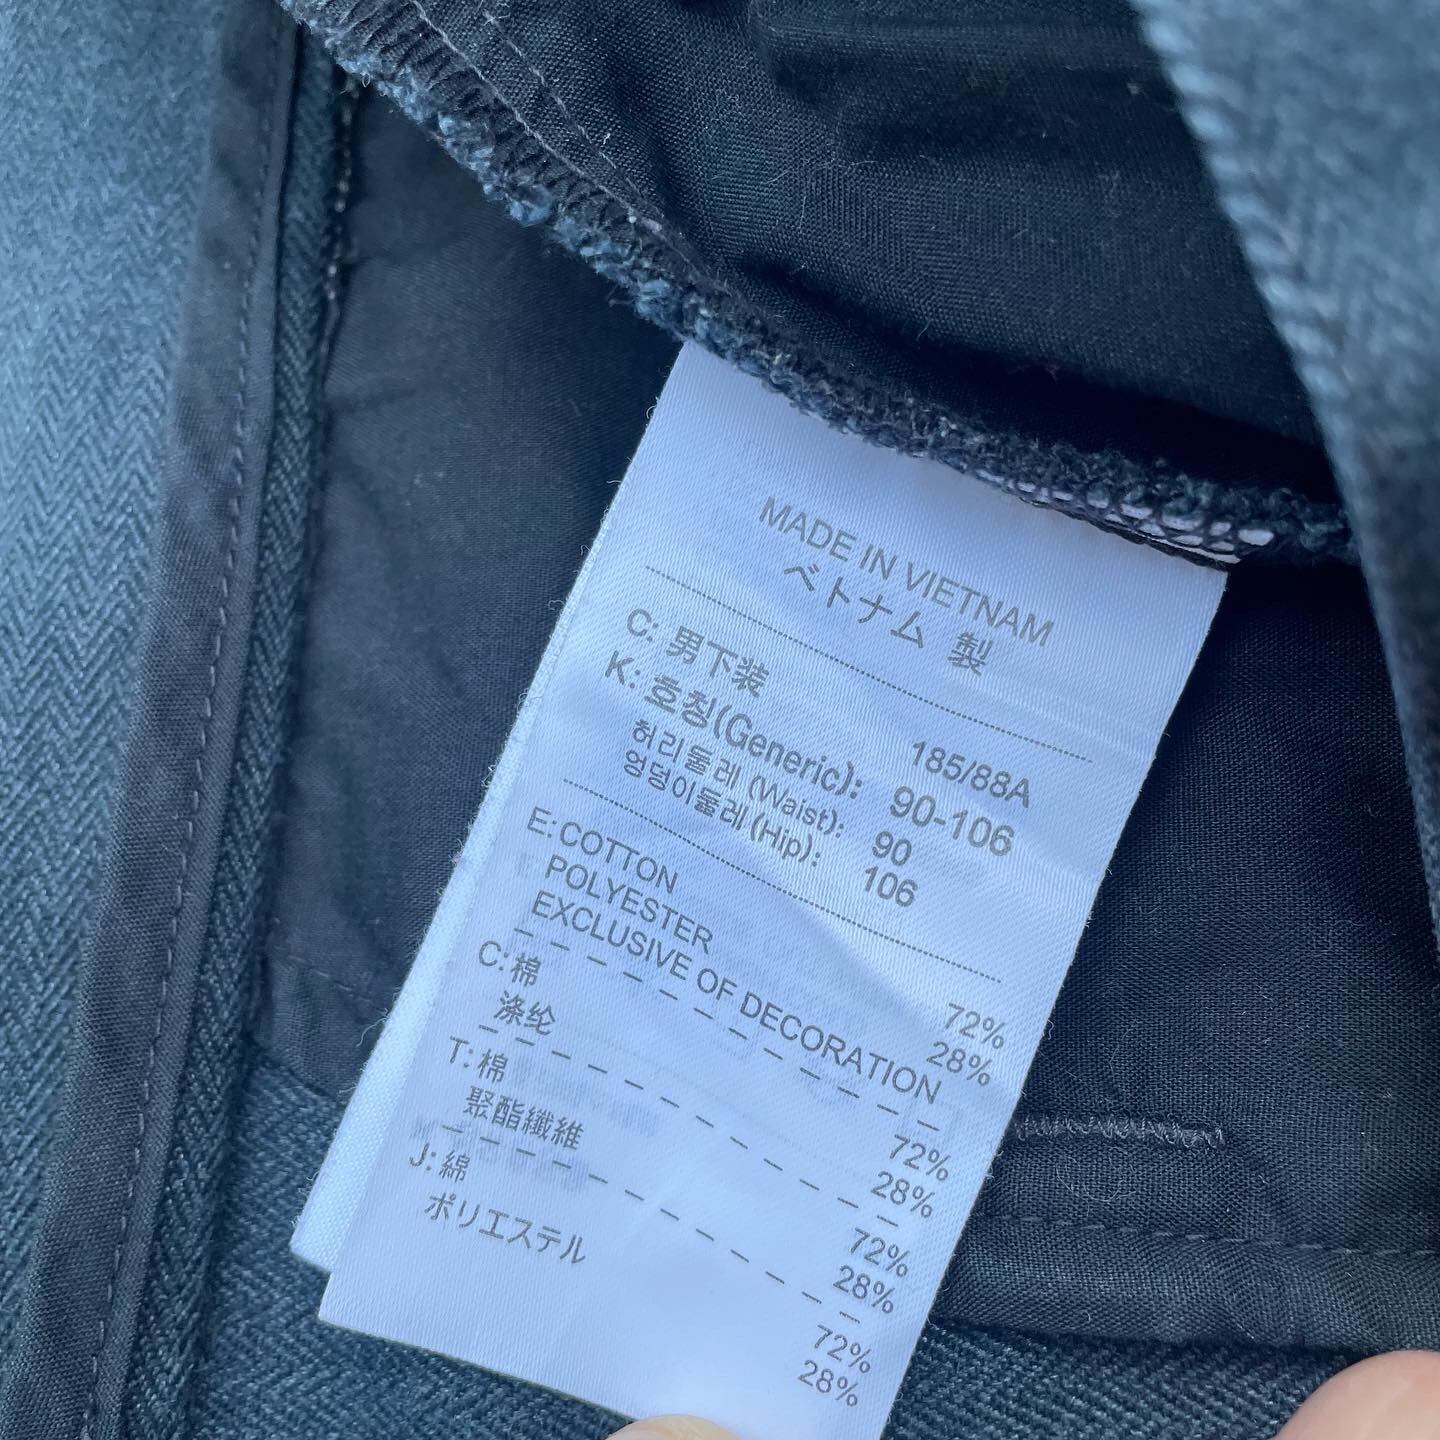 MADE IN VIETNAM
ベトナム 製
C: 男下装 185/88A
K: 호칭(Generic): 90-106
허리둘레 (Waist): 90
엉덩이둘레 (Hip): 106
E: COTTON 72%
POLYESTER 28%
EXCLUSIVE OF DECORATION
C: 棉 72%
涤纶 28%
T: 棉 72%
聚酯纖維 28%
J: 綿 72%
ポリエステル 28%